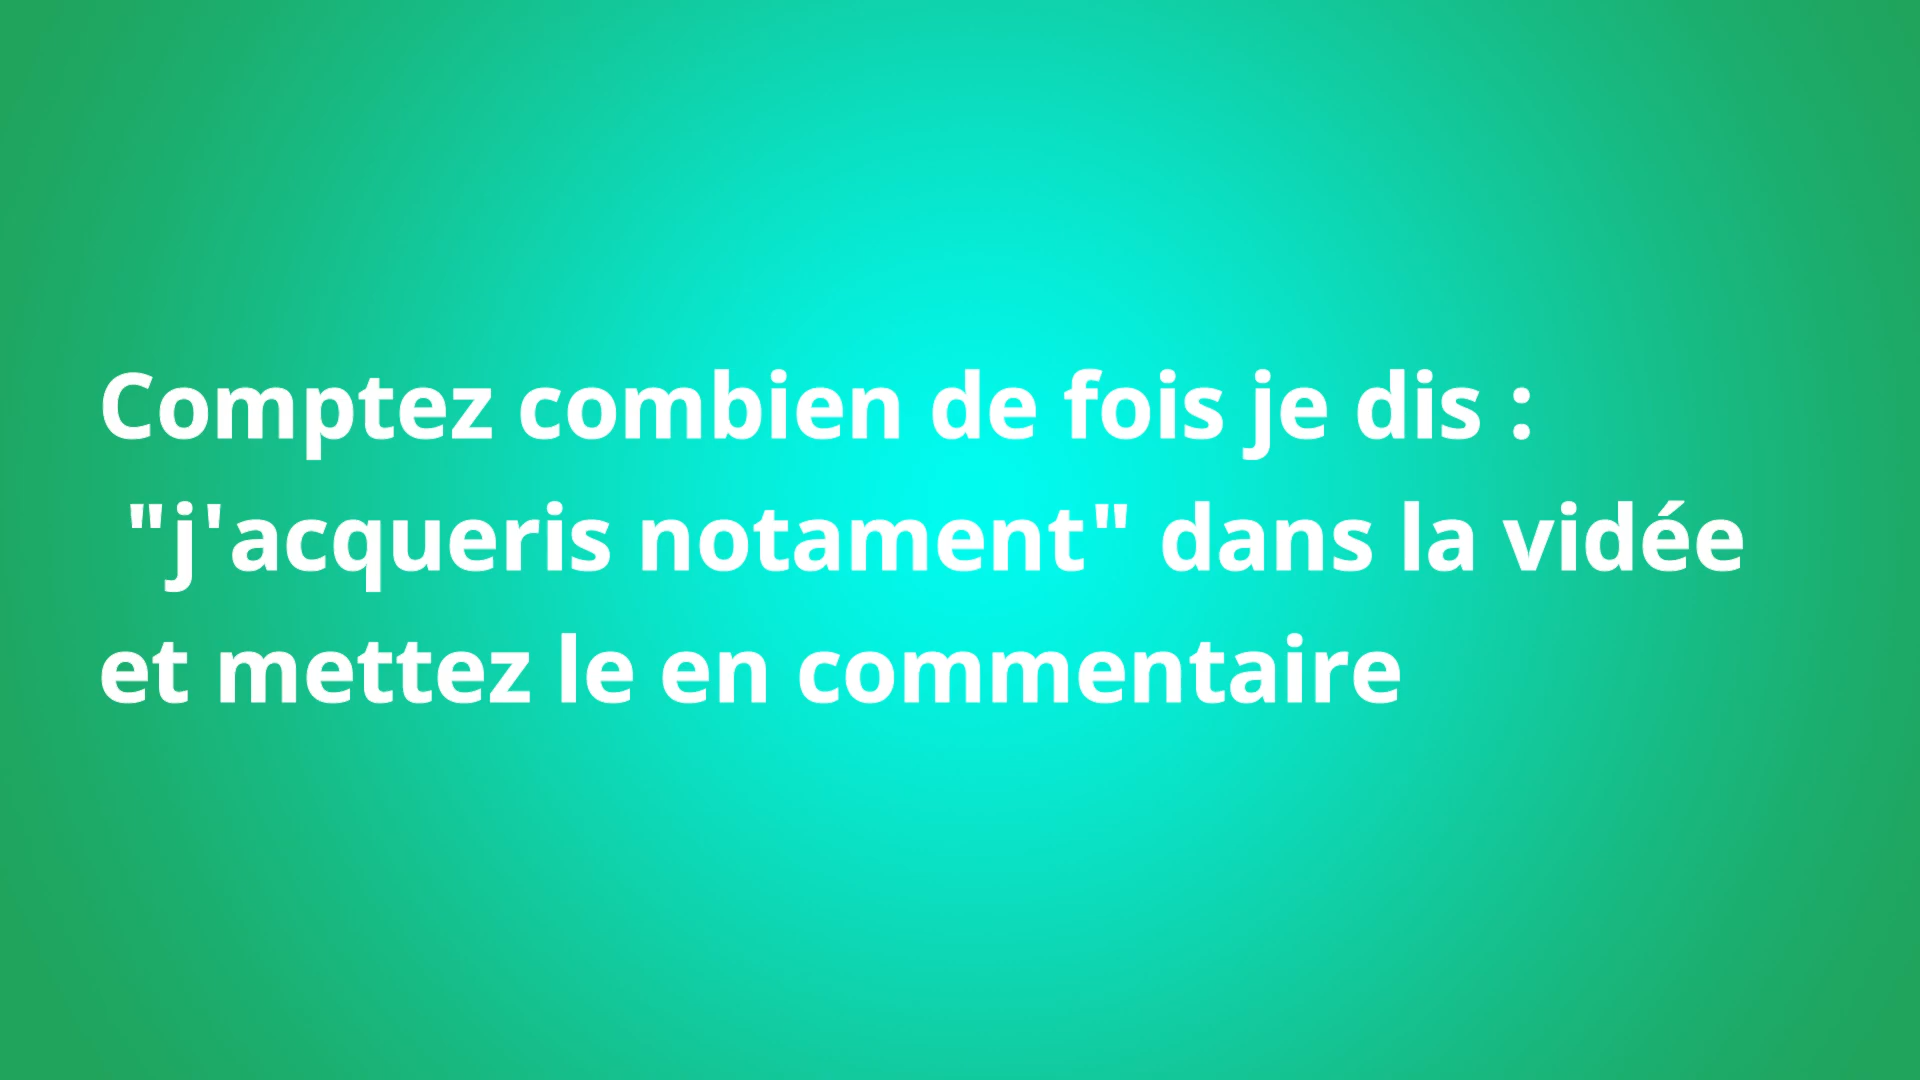 Comptez combien de fois je dis :
"j'acqueris notament" dans la vidée
et mettez le en commentaire